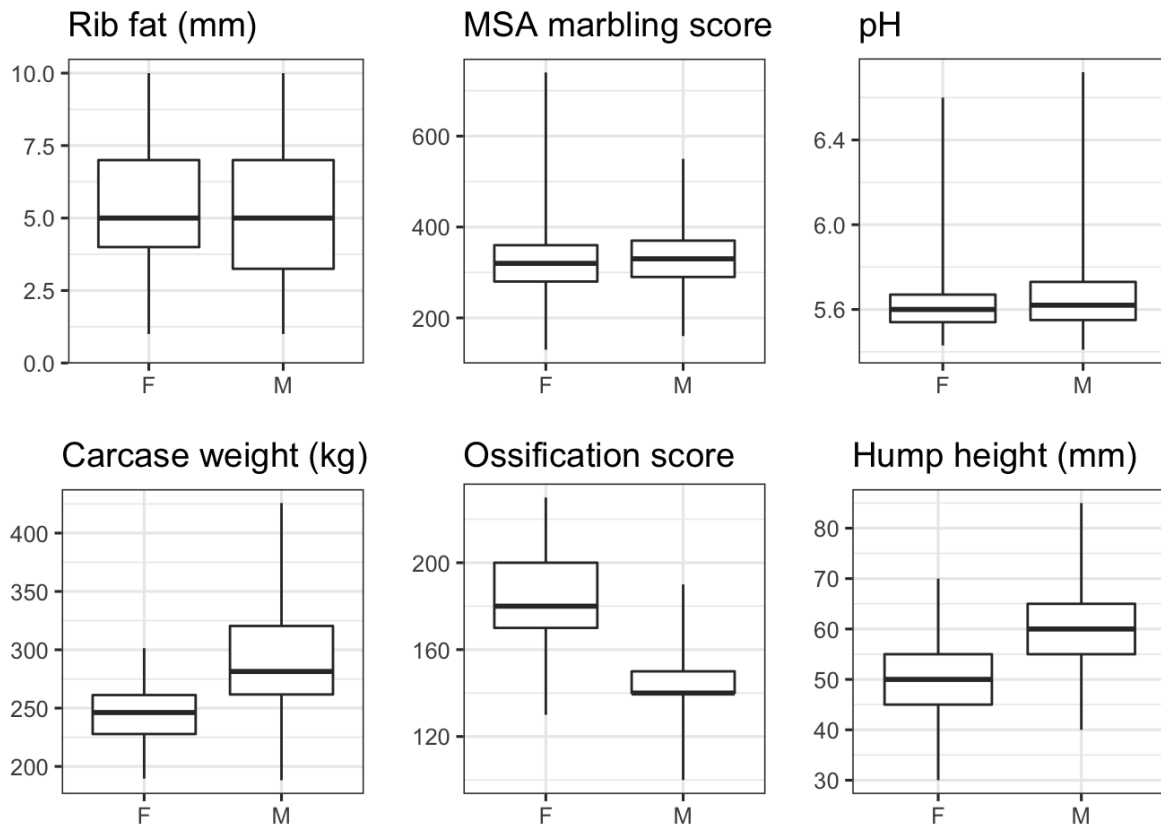 Rib fat (mm)
10.0
7.5
5.0
2.5
0.0
F M
MSA marbling score
600
400
200
F M
pH
6.4
6.0
5.6
F M
Carcase weight (kg)
400
350
300
250
200
F M
Ossification score
200
160
120
F M
Hump height (mm)
80
70
60
50
40
30
F M